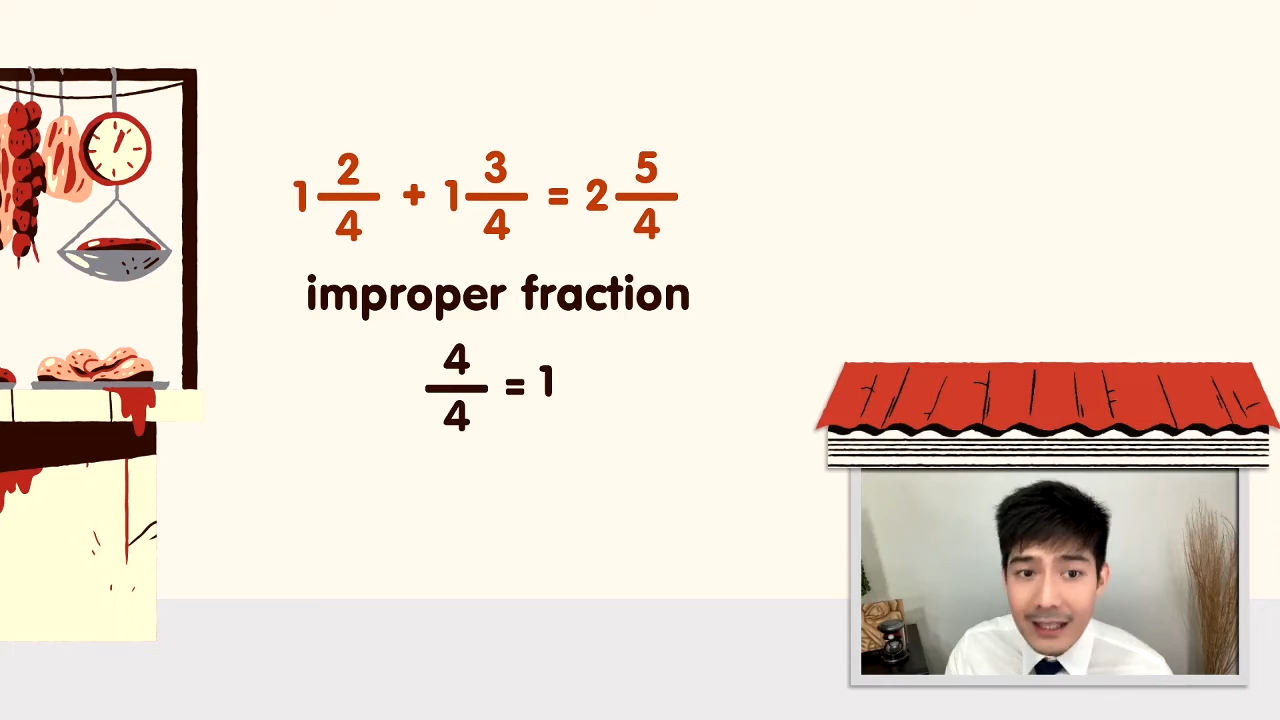 1 2/4 + 1 3/4 = 2 5/4
improper fraction
4/4 = 1